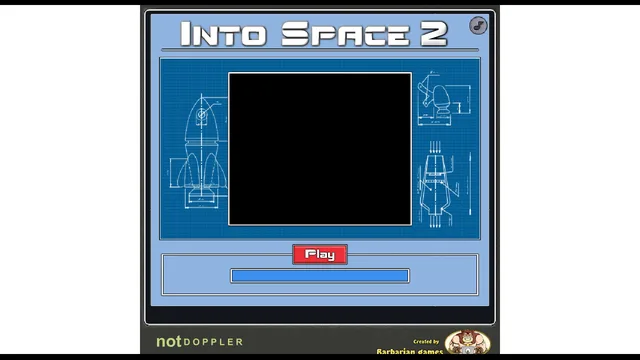 INTO SPACE 2
Play
notDOPPLER
Created by
Barbarian games